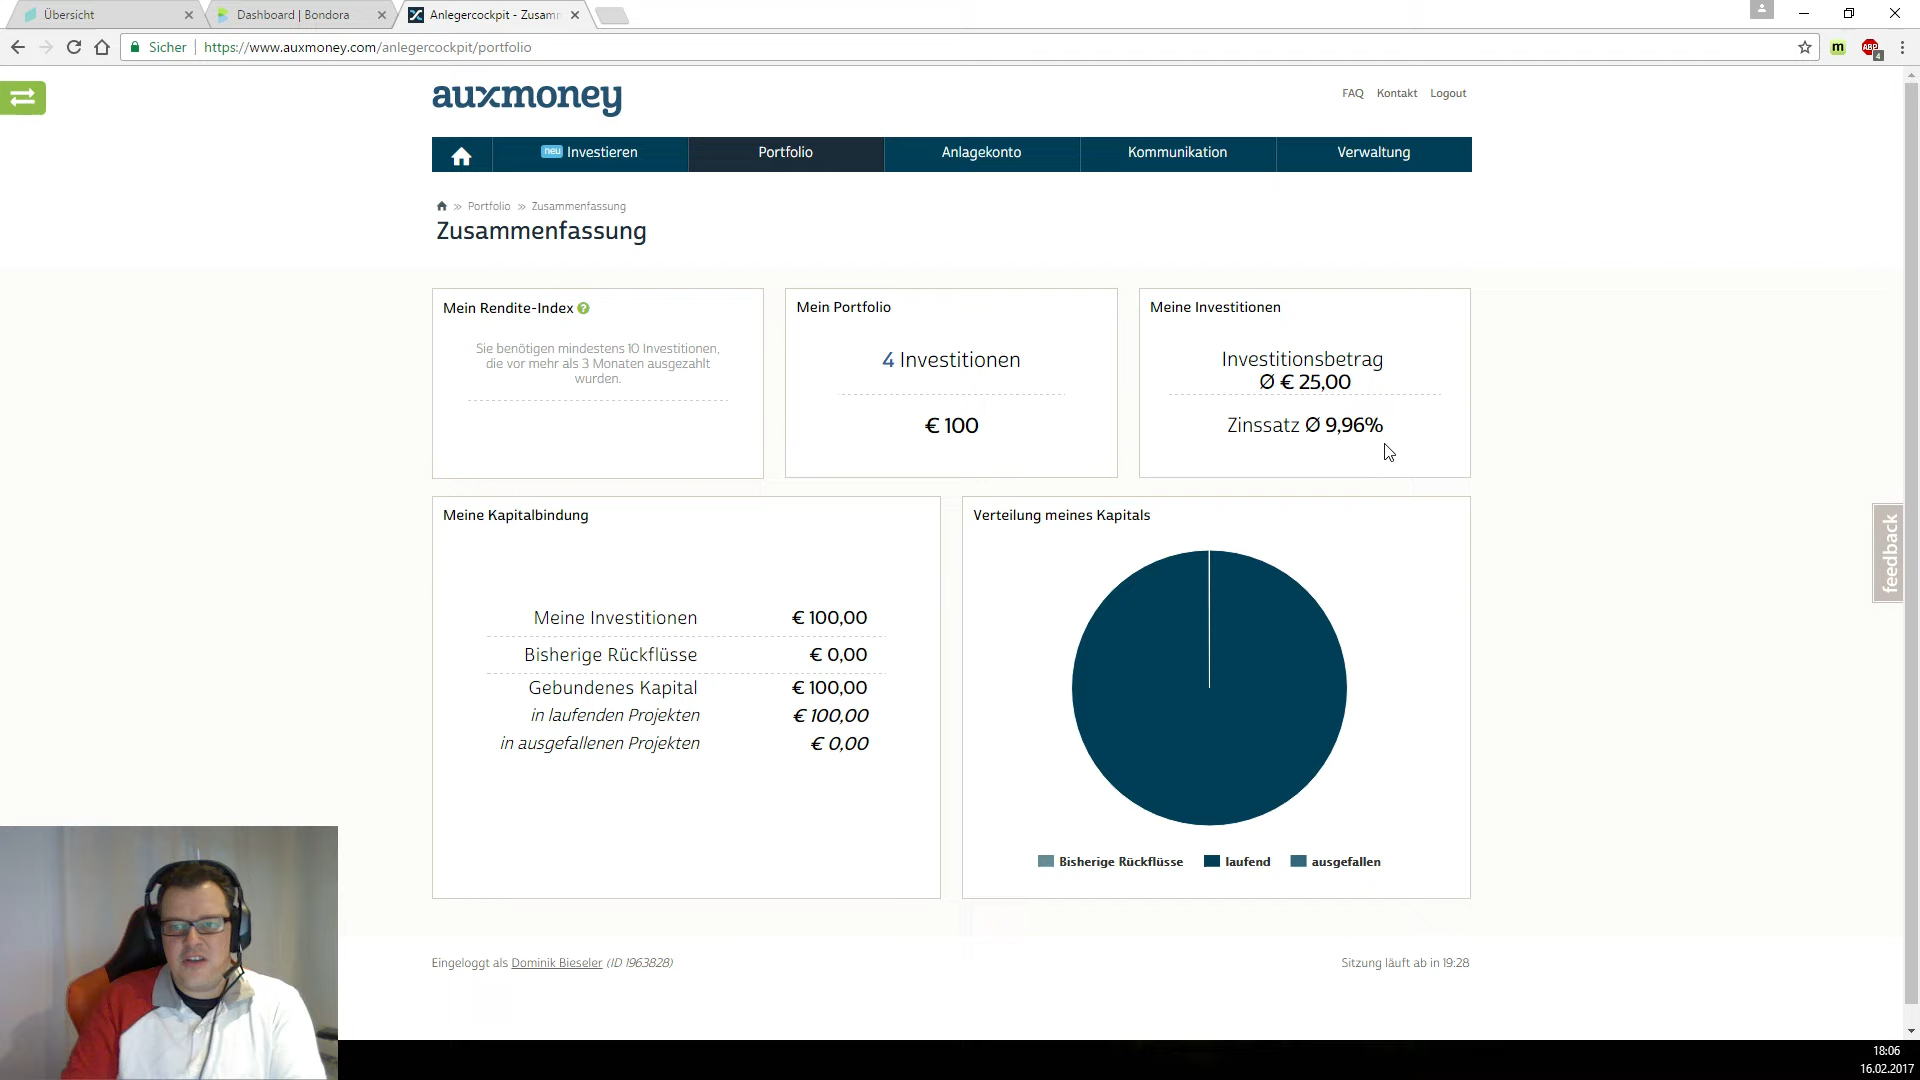 Übersicht
Dashboard | Bondora
Anlegercockpit - Zusamm
Sicher
https://www.auxmoney.com/anlegercockpit/portfolio
m
ABP
4
auxmoney
FAQ
Kontakt
Logout
neu Investieren
Portfolio
Anlagekonto
Kommunikation
Verwaltung
» Portfolio » Zusammenfassung
Zusammenfassung
Mein Rendite-Index ?
Sie benötigen mindestens 10 Investitionen,
die vor mehr als 3 Monaten ausgezahlt
wurden.
Mein Portfolio
4 Investitionen
€ 100
Meine Investitionen
Investitionsbetrag
Ø € 25,00
Zinssatz Ø 9,96%
Meine Kapitalbindung
Meine Investitionen € 100,00
Bisherige Rückflüsse € 0,00
Gebundenes Kapital € 100,00
in laufenden Projekten € 100,00
in ausgefallenen Projekten € 0,00
Verteilung meines Kapitals
Bisherige Rückflüsse
laufend
ausgefallen
feedback
Eingeloggt als Dominik Bieseler (ID 1963828)
Sitzung läuft ab in 19:28
18:06
16.02.2017